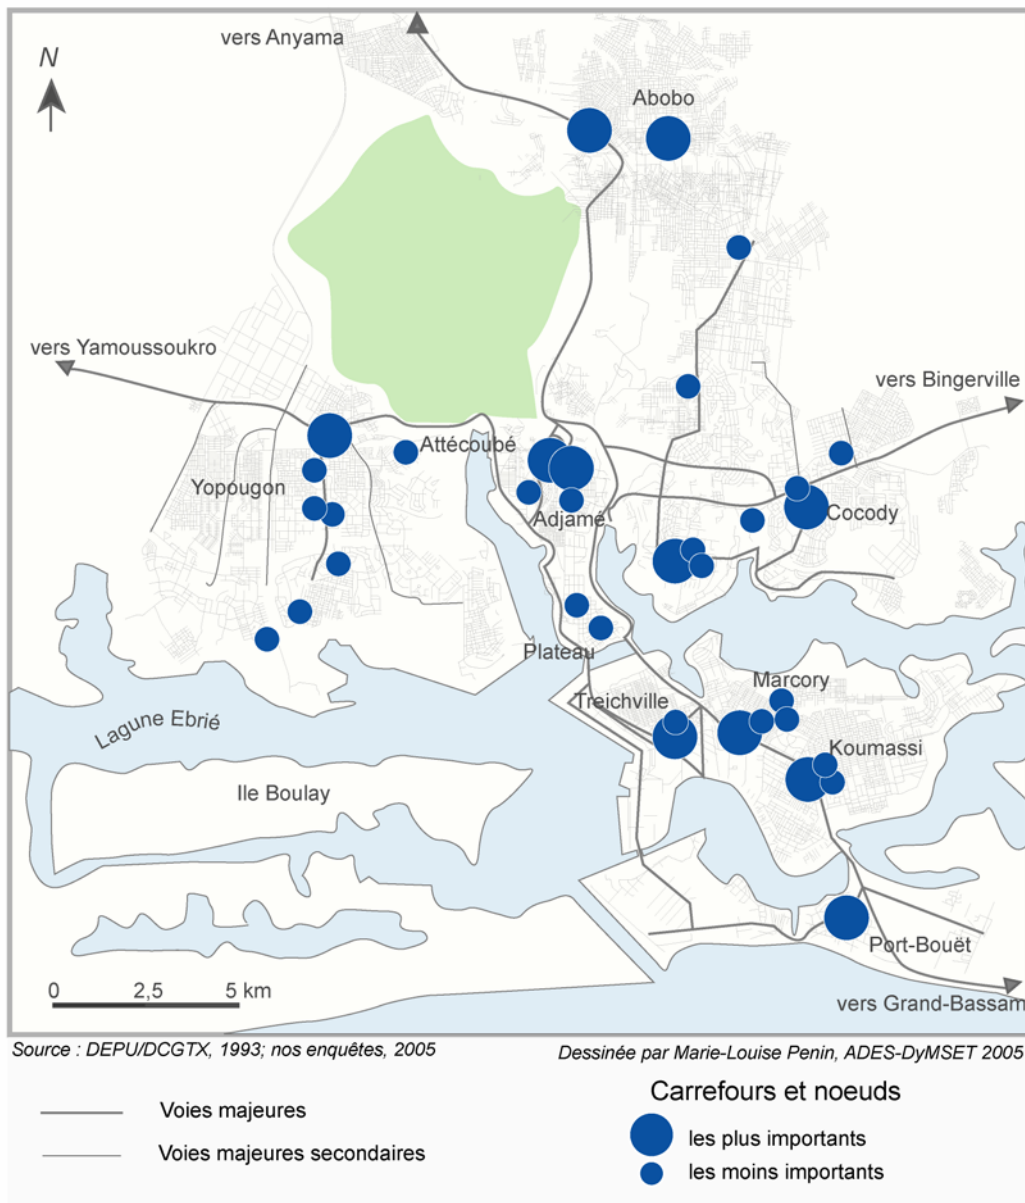 vers Anyama
N
Abobo
vers Yamoussoukro
vers Bingerville
Attécoubé
Yopougon
Adjamé
Cocody
Plateau
Marcory
Treichville
Lagune Ebrié
Koumassi
Ile Boulay
Port-Bouët
0 2,5 5 km
vers Grand-Bassam
Source : DEPU/DCGTX, 1993; nos enquêtes, 2005
Dessinée par Marie-Louise Penin, ADES-DyMSET 2005
Voies majeures
Voies majeures secondaires
Carrefours et noeuds
les plus importants
les moins importants